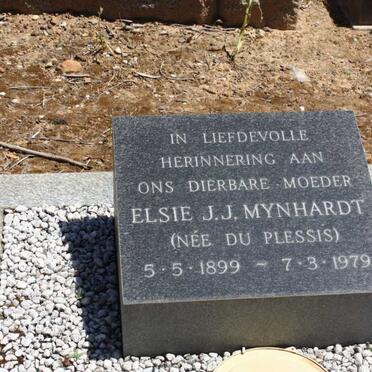 IN LIEFDEVOLLE
HERINNERING AAN
ONS DIERBARE MOEDER
ELSIE J.J. MYNHARDT
(NÉE DU PLESSIS)
5·5·1899 ~ 7·3·1979